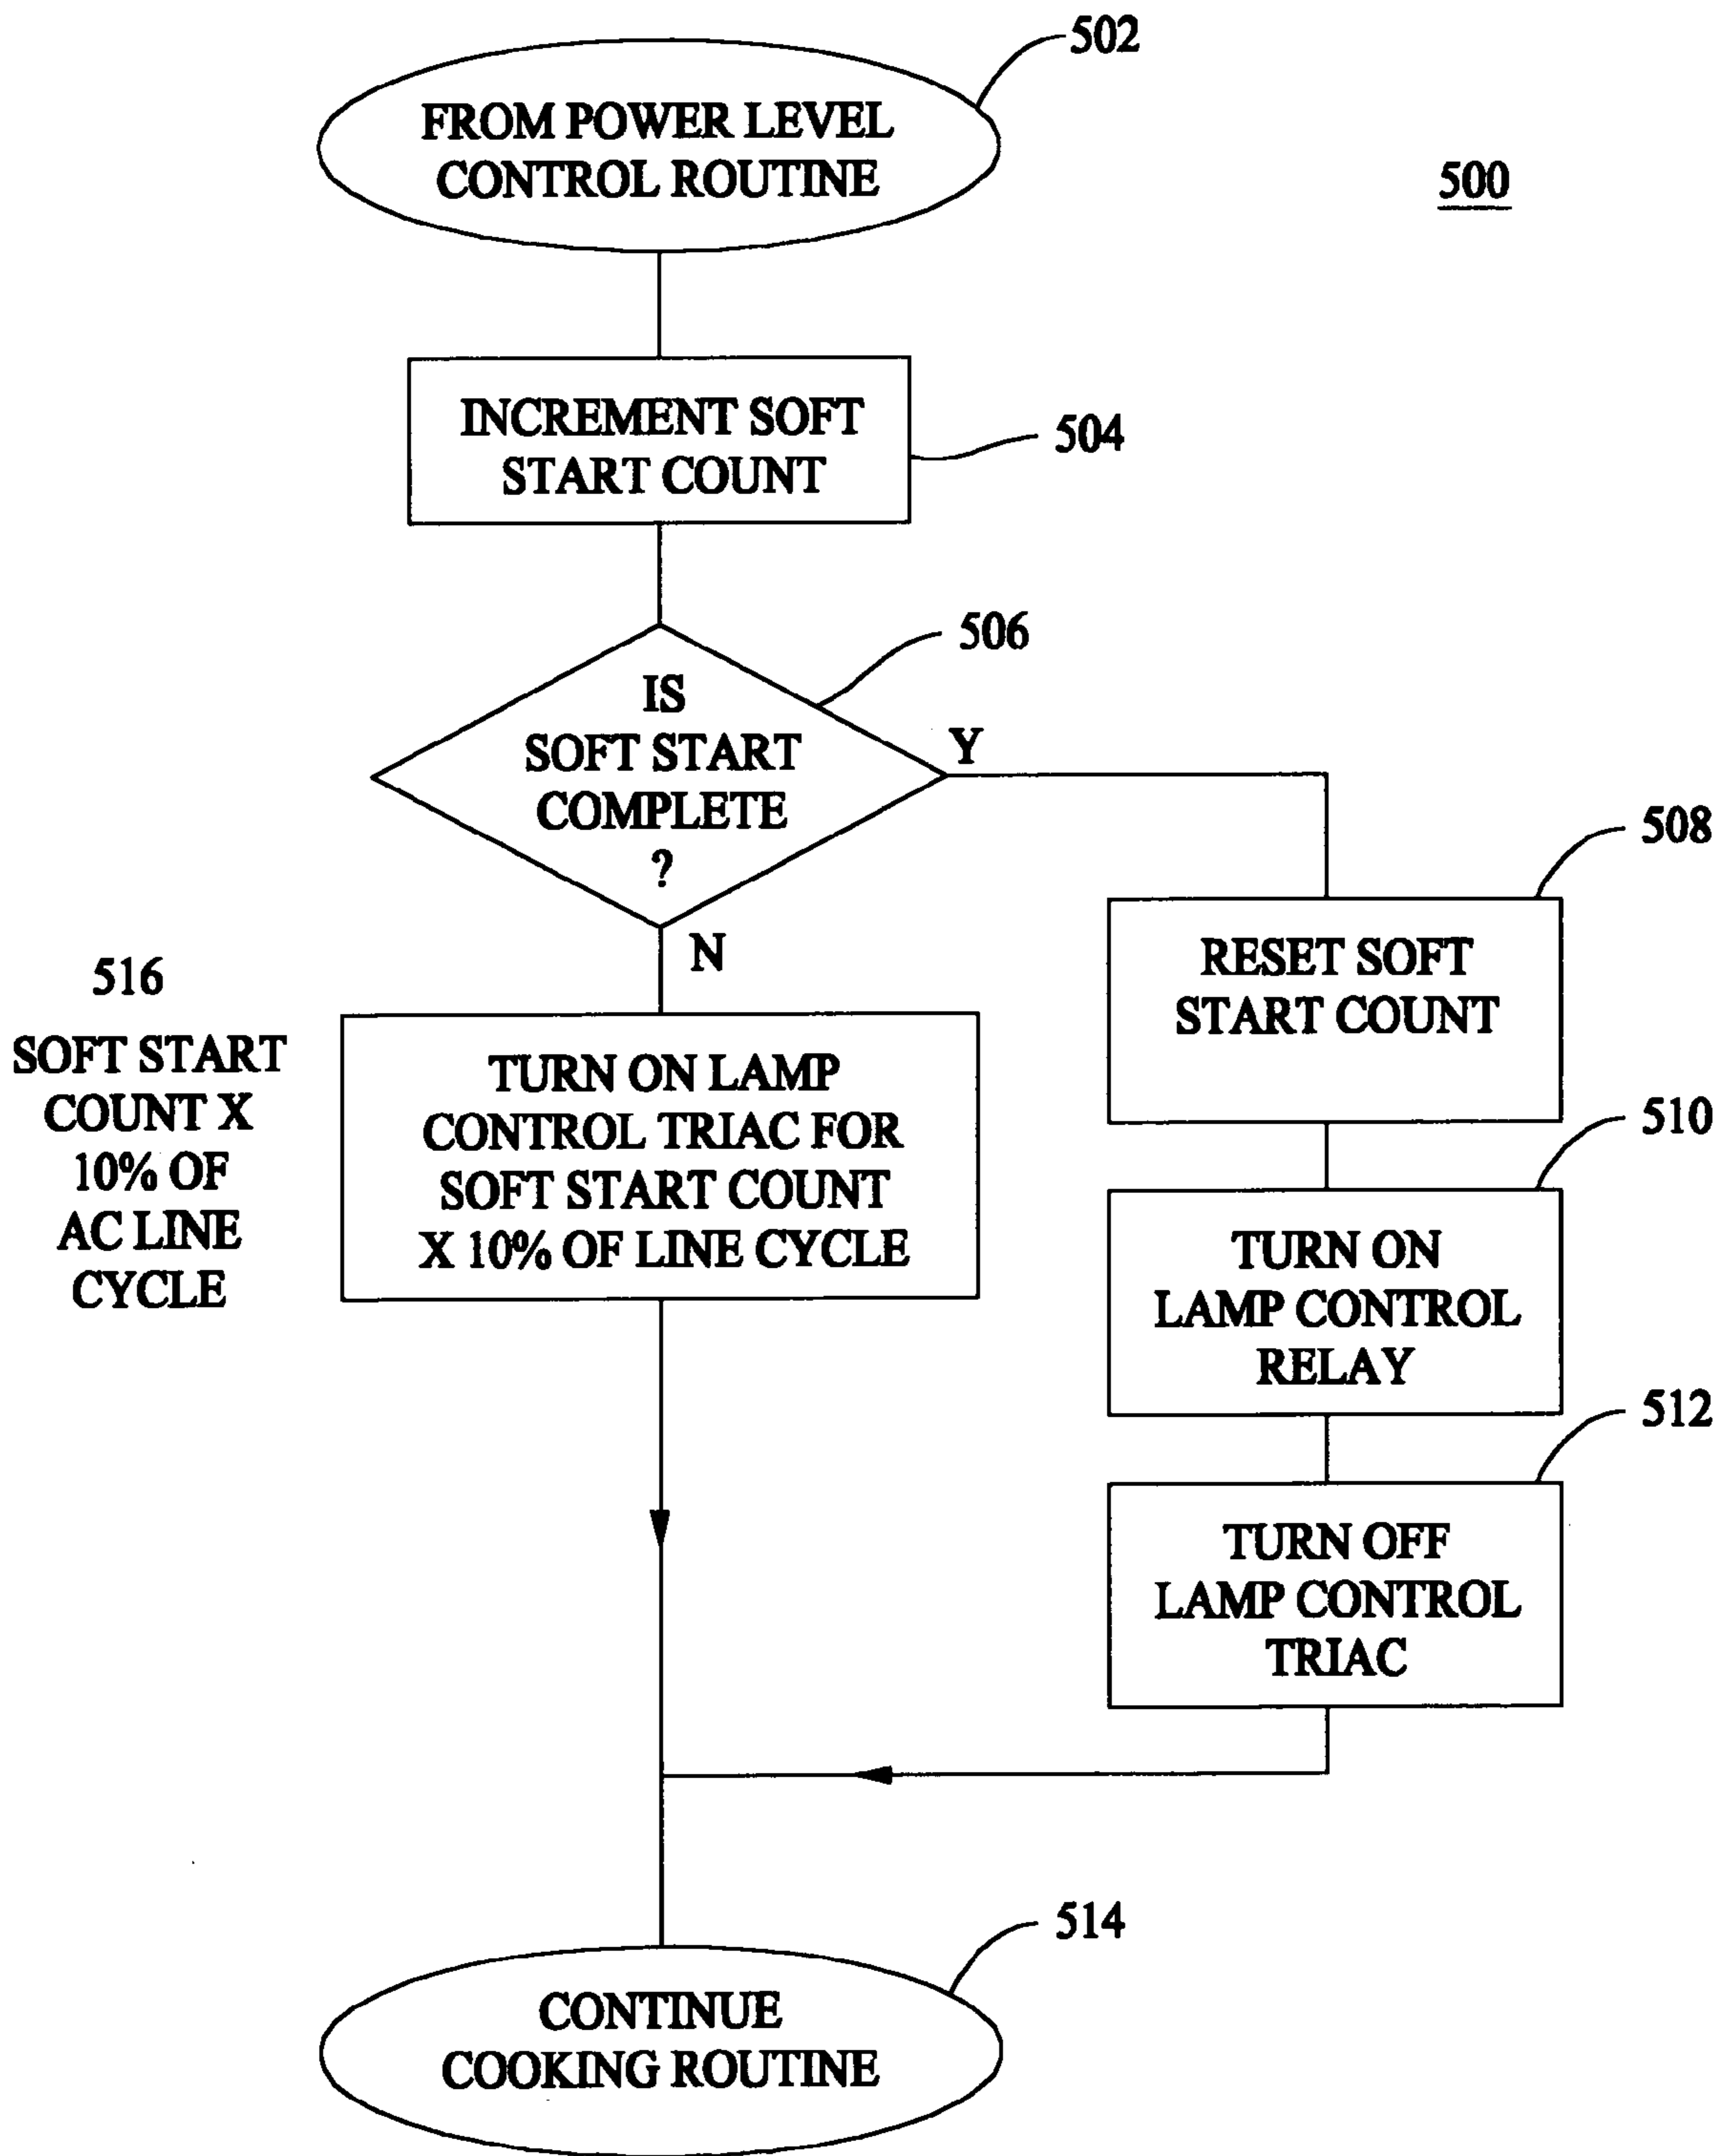 502
FROM POWER LEVEL
CONTROL ROUTINE
500
INCREMENT SOFT
START COUNT
504
506
IS
SOFT START
COMPLETE
?
Y
N
508
RESET SOFT
START COUNT
516
SOFT START
COUNT X
10% OF
AC LINE
CYCLE
TURN ON LAMP
CONTROL TRIAC FOR
SOFT START COUNT
X 10% OF LINE CYCLE
510
TURN ON
LAMP CONTROL
RELAY
512
TURN OFF
LAMP CONTROL
TRIAC
514
CONTINUE
COOKING ROUTINE